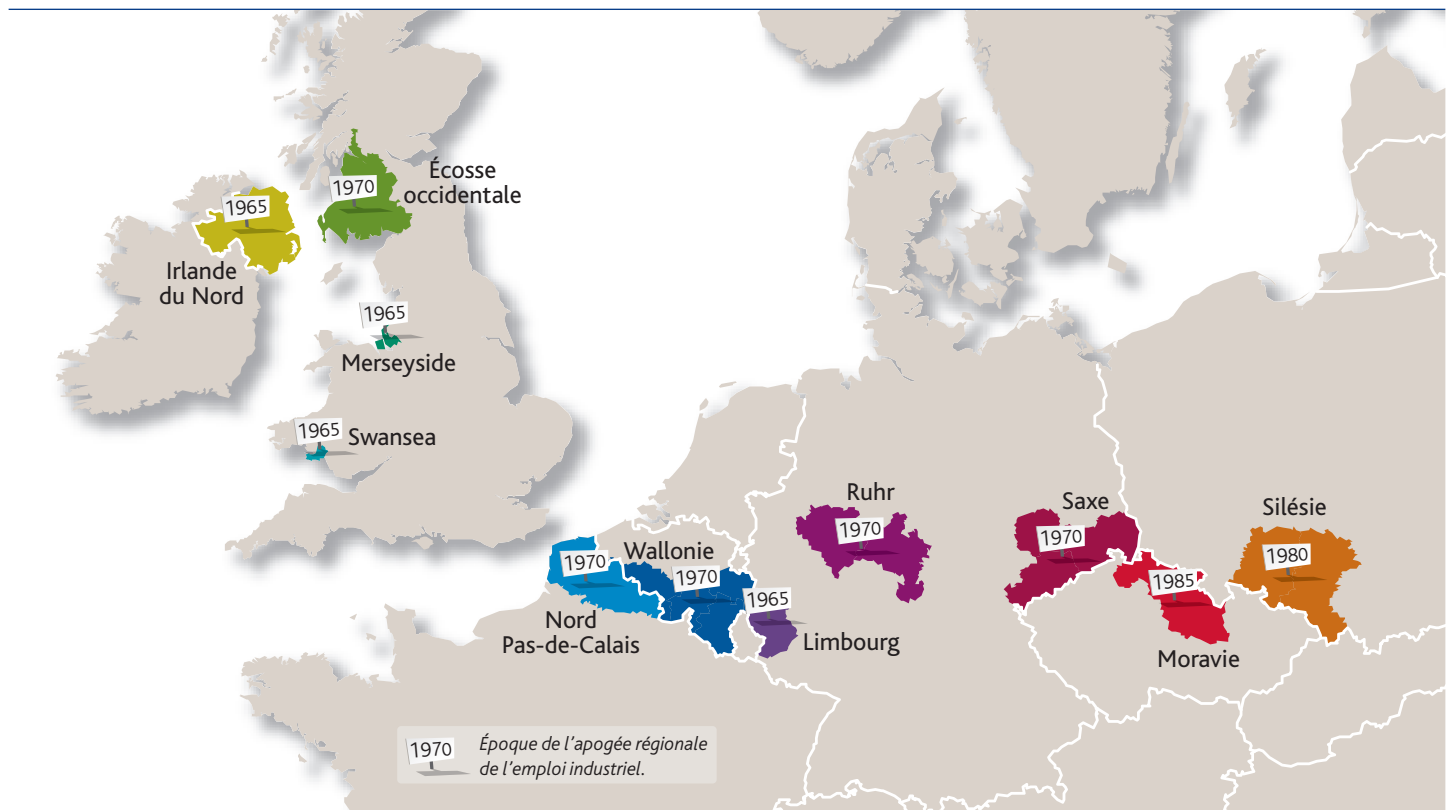 1970
Écosse
occidentale
1965
Irlande
du Nord
1965
Merseyside
1965
Swansea
Ruhr
1970
Saxe
1970
Silésie
1980
1970
Wallonie
1970
1985
1965
Nord
Pas-de-Calais
Limbourg
Moravie
1970
Époque de l’apogée régionale
de l’emploi industriel.